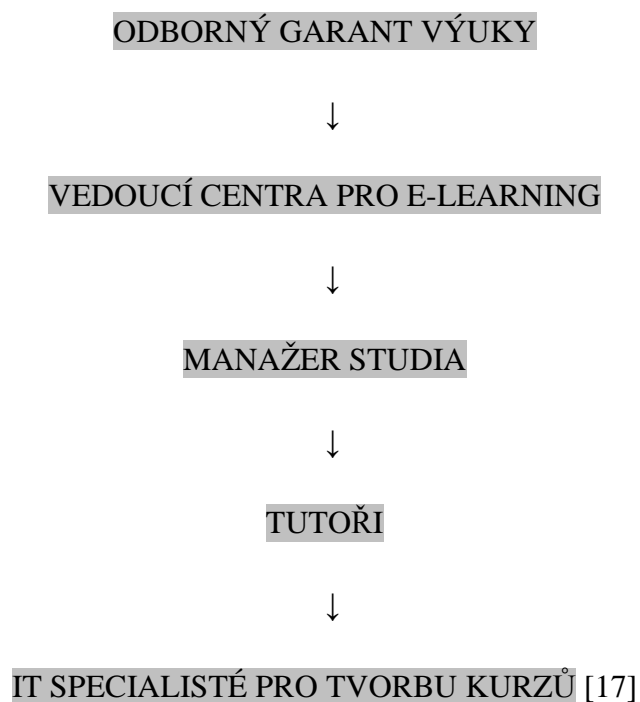 ODBORNÝ GARANT VÝUKY
↓
VEDOUCÍ CENTRA PRO E-LEARNING
↓
MANAŽER STUDIA
↓
TUTOŘI
↓
IT SPECIALISTÉ PRO TVORBU KURZŮ [17]